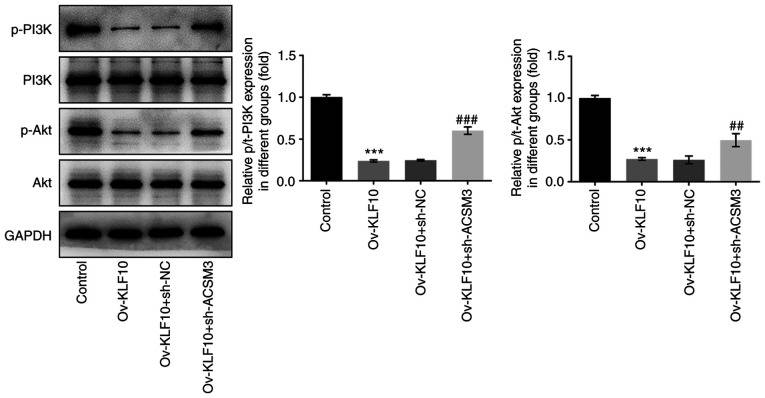 p-PI3K
PI3K
p-Akt
Akt
GAPDH
Control
Ov-KLF10
Ov-KLF10+sh-NC
Ov-KLF10+sh-ACSM3
Relative p/t-PI3K expression
in different groups (fold)
1.5
1.0
0.5
0.0
***
###
Control
Ov-KLF10
Ov-KLF10+sh-NC
Ov-KLF10+sh-ACSM3
Relative p/t-Akt expression
in different groups (fold)
1.5
1.0
0.5
0.0
***
##
Control
Ov-KLF10
Ov-KLF10+sh-NC
Ov-KLF10+sh-ACSM3